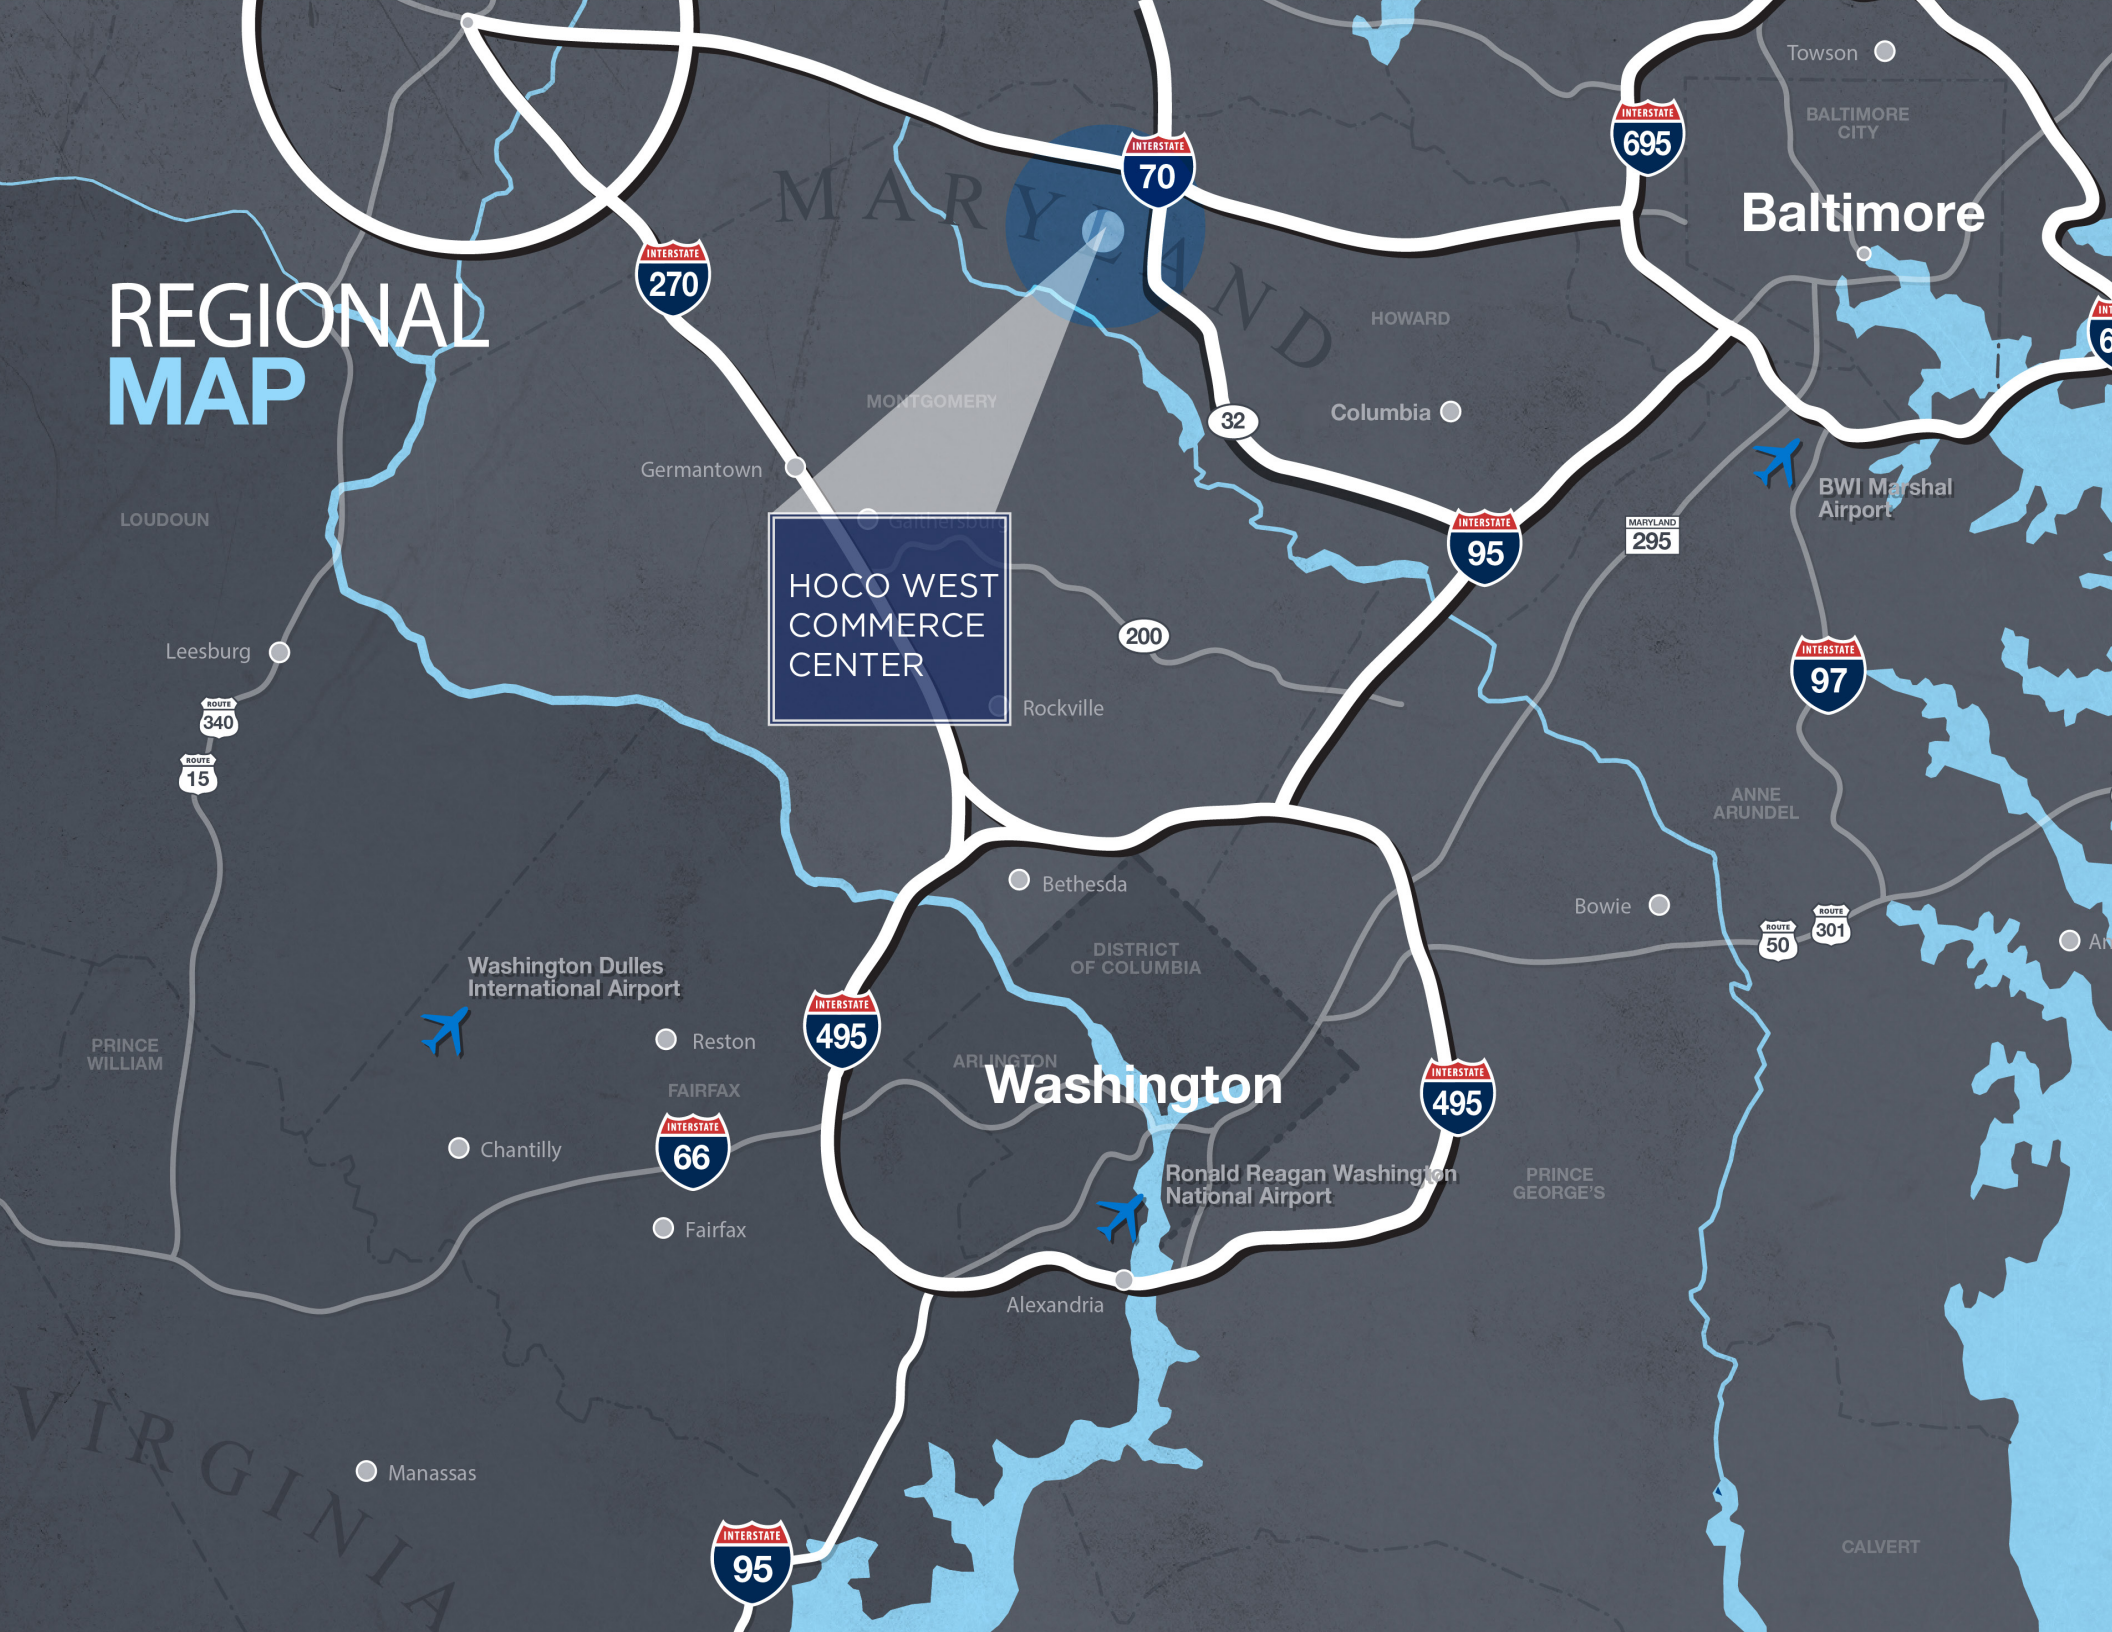 Towson
BALTIMORE
CITY
INTERSTATE
695
INTERSTATE
70
MARYLAND
Baltimore
INTERSTATE
270
REGIONAL
MAP
HOWARD
MONTGOMERY
Columbia
32
Germantown
BWI Marshal
Airport
LOUDOUN
Gaithersburg
MARYLAND
295
INTERSTATE
95
HOCO WEST
COMMERCE
CENTER
200
Leesburg
INTERSTATE
97
Rockville
ROUTE
340
ROUTE
15
ANNE
ARUNDEL
Bethesda
Bowie
ROUTE
50
ROUTE
301
DISTRICT
OF COLUMBIA
Washington Dulles
International Airport
INTERSTATE
495
Reston
PRINCE
WILLIAM
ARLINGTON
Washington
FAIRFAX
INTERSTATE
495
INTERSTATE
66
Chantilly
Ronald Reagan Washington
National Airport
PRINCE
GEORGE'S
Fairfax
Alexandria
VIRGINIA
Manassas
INTERSTATE
95
CALVERT